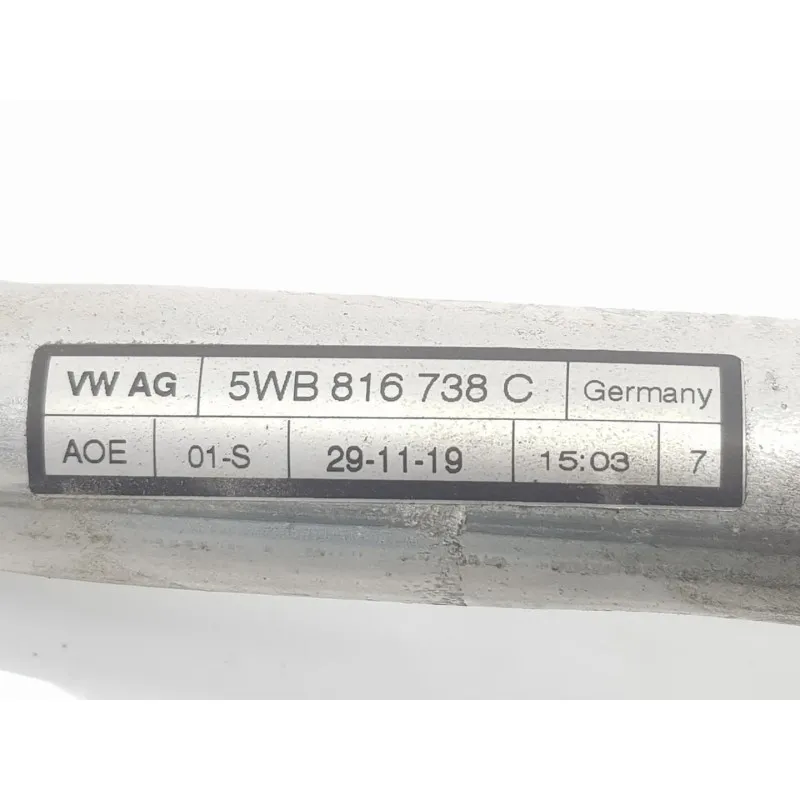 VW AG 5WB 816 738 C Germany
AOE 01-S 29-11-19 15:03 7